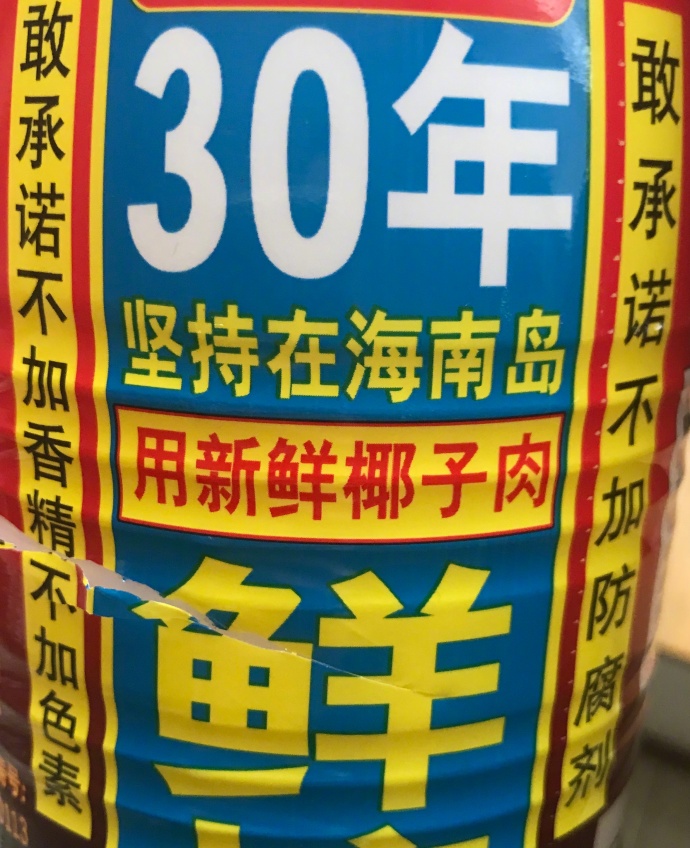 敢承诺不加香精不加色素
30年
坚持在海南岛
用新鲜椰子肉
鲜
敢承诺不加防腐剂